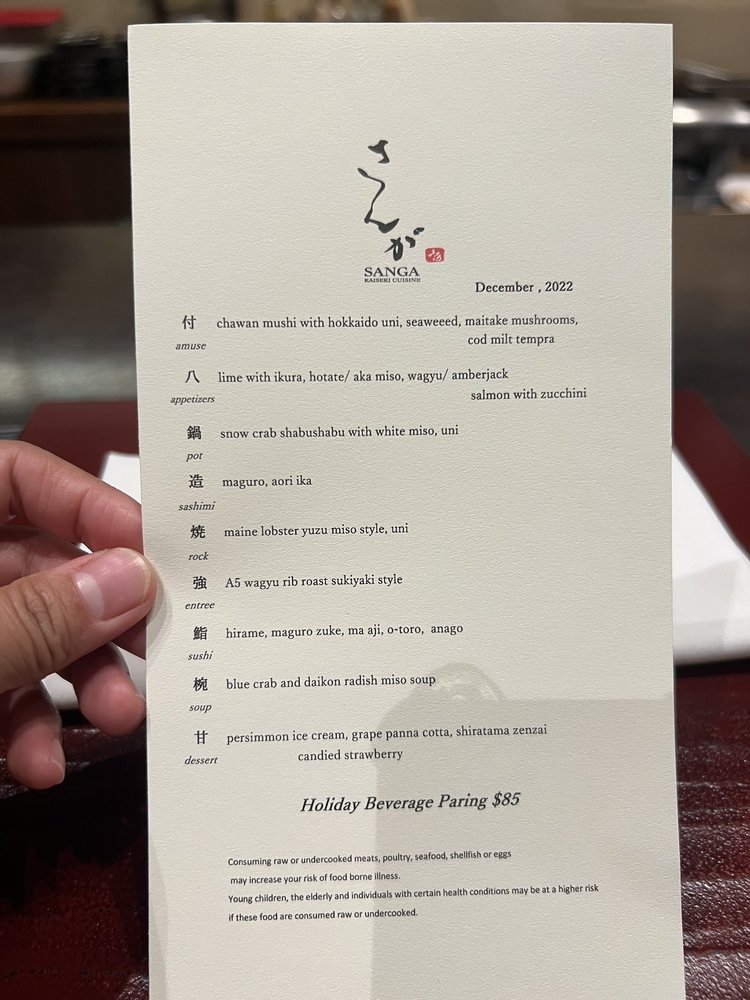 さんが
SANGA
KAISEKI CUISINE
December , 2022
付 chawan mushi with hokkaido uni, seaweeed, maitake mushrooms,
amuse
cod milt tempra
八 lime with ikura, hotate/ aka miso, wagyu/ amberjack
appetizers
salmon with zucchini
鍋 snow crab shabushabu with white miso, uni
pot
造 maguro, aori ika
sashimi
焼 maine lobster yuzu miso style, uni
rock
強 A5 wagyu rib roast sukiyaki style
entree
鮨 hirame, maguro zuke, ma aji, o-toro, anago
sushi
椀 blue crab and daikon radish miso soup
soup
甘 persimmon ice cream, grape panna cotta, shiratama zenzai
dessert
candied strawberry
Holiday Beverage Paring $85
Consuming raw or undercooked meats, poultry, seafood, shellfish or eggs
may increase your risk of food borne illness.
Young children, the elderly and individuals with certain health conditions may be at a higher risk
if these food are consumed raw or undercooked.